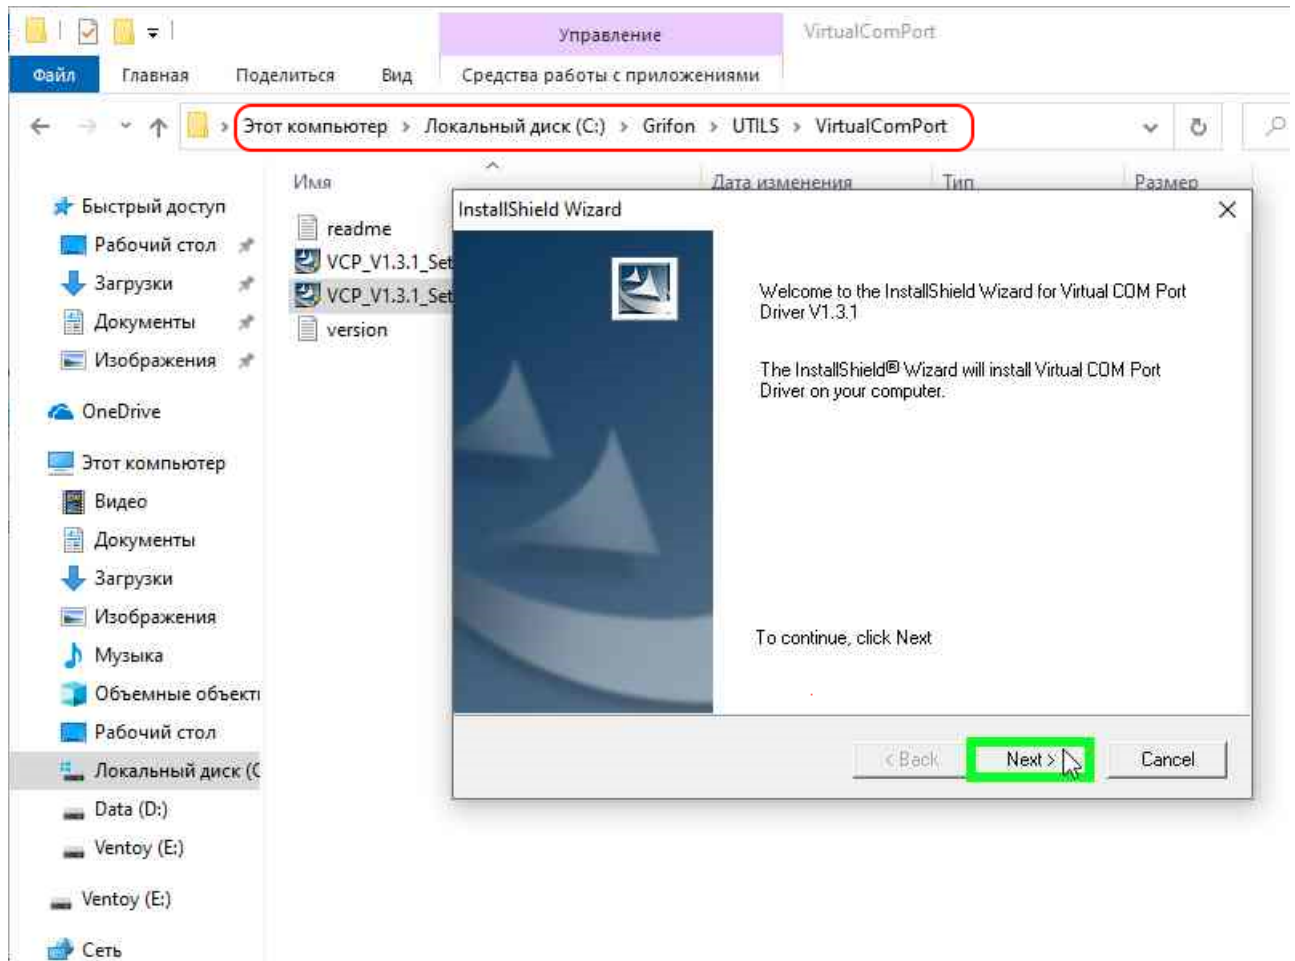 Управление
VirtualComPort
Файл
Главная
Поделиться
Вид
Средства работы с приложениями
Этот компьютер > Локальный диск (C:) > Grifon > UTILS > VirtualComPort
Имя
Дата изменения
Тип
Размер
Быстрый доступ
Рабочий стол
Загрузки
Документы
Изображения
OneDrive
Этот компьютер
Видео
Документы
Загрузки
Изображения
Музыка
Объемные объект
Рабочий стол
Локальный диск (C
Data (D:)
Ventoy (E:)
Ventoy (E:)
Сеть
readme
VCP_V1.3.1_Set
VCP_V1.3.1_Set
version
InstallShield Wizard
Welcome to the InstallShield Wizard for Virtual COM Port
Driver V1.3.1
The InstallShield® Wizard will install Virtual COM Port
Driver on your computer.
To continue, click Next
< Back
Next >
Cancel